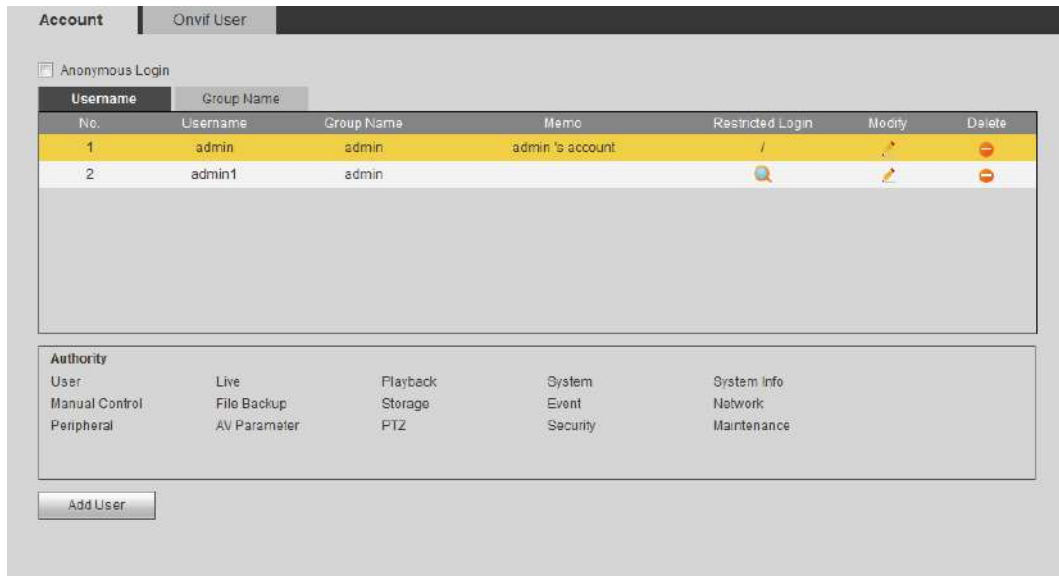 Account Onvif User
Anonymous Login
Username Group Name
No. Username Group Name Memo Restricted Login Modify Delete
1 admin admin admin 's account /
2 admin1 admin
Authority
User Live Playback System System Info
Manual Control File Backup Storage Event Network
Peripheral AV Parameter PTZ Security Maintenance
Add User